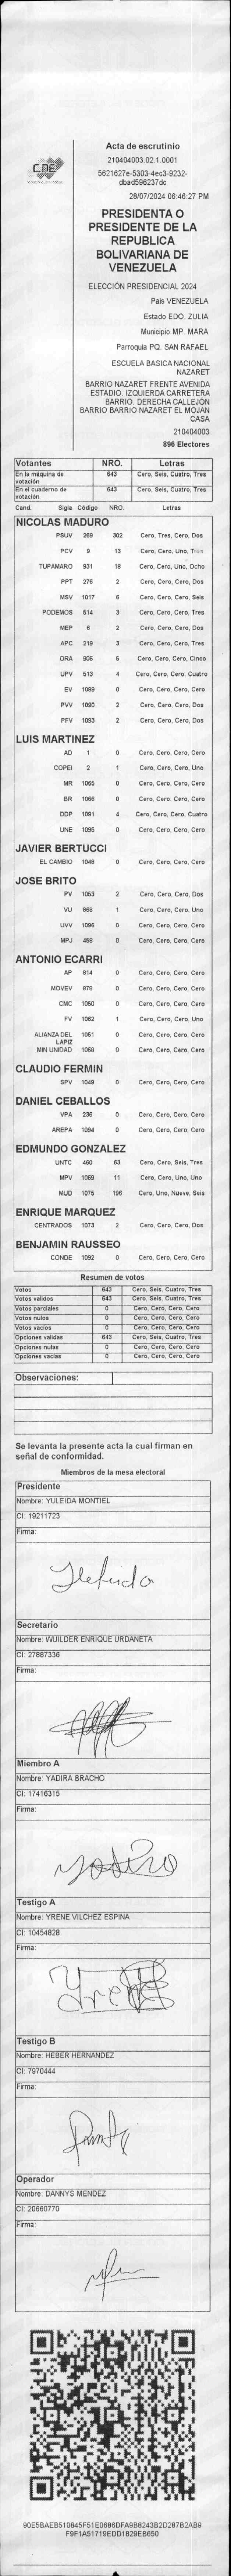 CNE
Acta de escrutinio
210404003.02.1.0001
5621627e-5303-4ec3-9232-
dbad596237dc
28/07/2024 06:46:27 PM
PRESIDENTA O
PRESIDENTE DE LA
REPUBLICA
BOLIVARIANA DE
VENEZUELA
ELECCIÓN PRESIDENCIAL 2024
País VENEZUELA
Estado EDO. ZULIA
Municipio MP. MARA
Parroquia PQ. SAN RAFAEL
ESCUELA BASICA NACIONAL
NAZARET
BARRIO NAZARET FRENTE AVENIDA
ESTADIO. IZQUIERDA CARRETERA
BARRIO. DERECHA CALLEJÓN
BARRIO BARRIO NAZARET EL MOJAN
CASA
210404003
896 Electores
Votantes NRO. Letras
En la máquina de votación 643 Cero, Seis, Cuatro, Tres
En el cuaderno de votación 643 Cero, Seis, Cuatro, Tres
Cand. Sigla Código NRO. Letras
NICOLAS MADURO
PSUV 269 302 Cero, Tres, Cero, Dos
PCV 9 13 Cero, Cero, Uno, Tres
TUPAMARO 931 18 Cero, Cero, Uno, Ocho
PPT 276 2 Cero, Cero, Cero, Dos
MSV 1017 6 Cero, Cero, Cero, Seis
PODEMOS 514 3 Cero, Cero, Cero, Tres
MEP 6 2 Cero, Cero, Cero, Dos
APC 219 3 Cero, Cero, Cero, Tres
ORA 906 5 Cero, Cero, Cero, Cinco
UPV 513 4 Cero, Cero, Cero, Cuatro
EV 1089 0 Cero, Cero, Cero, Cero
PVV 1090 2 Cero, Cero, Cero, Dos
PFV 1093 2 Cero, Cero, Cero, Dos
LUIS MARTINEZ
AD 1 0 Cero, Cero, Cero, Cero
COPEI 2 1 Cero, Cero, Cero, Uno
MR 1065 0 Cero, Cero, Cero, Cero
BR 1066 0 Cero, Cero, Cero, Cero
DDP 1091 4 Cero, Cero, Cero, Cuatro
UNE 1095 0 Cero, Cero, Cero, Cero
JAVIER BERTUCCI
EL CAMBIO 1048 0 Cero, Cero, Cero, Cero
JOSE BRITO
PV 1053 2 Cero, Cero, Cero, Dos
VU 868 1 Cero, Cero, Cero, Uno
UVV 1096 0 Cero, Cero, Cero, Cero
MPJ 458 0 Cero, Cero, Cero, Cero
ANTONIO ECARRI
AP 814 0 Cero, Cero, Cero, Cero
MOVEV 978 0 Cero, Cero, Cero, Cero
CMC 1050 0 Cero, Cero, Cero, Cero
FV 1062 1 Cero, Cero, Cero, Uno
ALIANZA DEL LAPIZ 1051 0 Cero, Cero, Cero, Cero
MIN UNIDAD 1068 0 Cero, Cero, Cero, Cero
CLAUDIO FERMIN
SPV 1049 0 Cero, Cero, Cero, Cero
DANIEL CEBALLOS
VPA 236 0 Cero, Cero, Cero, Cero
AREPA 1094 0 Cero, Cero, Cero, Cero
EDMUNDO GONZALEZ
UNTC 460 63 Cero, Cero, Seis, Tres
MPV 1069 11 Cero, Cero, Uno, Uno
MUD 1075 196 Cero, Uno, Nueve, Seis
ENRIQUE MARQUEZ
CENTRADOS 1073 2 Cero, Cero, Cero, Dos
BENJAMIN RAUSSEO
CONDE 1092 0 Cero, Cero, Cero, Cero
Resumen de votos
Votos 643 Cero, Seis, Cuatro, Tres
Votos validos 643 Cero, Seis, Cuatro, Tres
Votos parciales 0 Cero, Cero, Cero, Cero
Votos nulos 0 Cero, Cero, Cero, Cero
Votos vacios 0 Cero, Cero, Cero, Cero
Opciones validas 643 Cero, Seis, Cuatro, Tres
Opciones nulas 0 Cero, Cero, Cero, Cero
Opciones vacias 0 Cero, Cero, Cero, Cero
Observaciones:
Se levanta la presente acta la cual firman en
señal de conformidad.
Miembros de la mesa electoral
Presidente
Nombre: YULEIDA MONTIEL
CI: 19211723
Firma:
Secretario
Nombre: WUILDER ENRIQUE URDANETA
CI: 27887336
Firma:
Miembro A
Nombre: YADIRA BRACHO
CI: 17416315
Firma:
Testigo A
Nombre: YRENE VILCHEZ ESPINA
CI: 10454828
Firma:
Testigo B
Nombre: HEBER HERNANDEZ
CI: 7970444
Firma:
Operador
Nombre: DANNYS MENDEZ
CI: 20660770
Firma:
90E5BAEB510845F51E0686DFA9B8243B2D287B2AB9
F9F1A51719EDD1829EB650